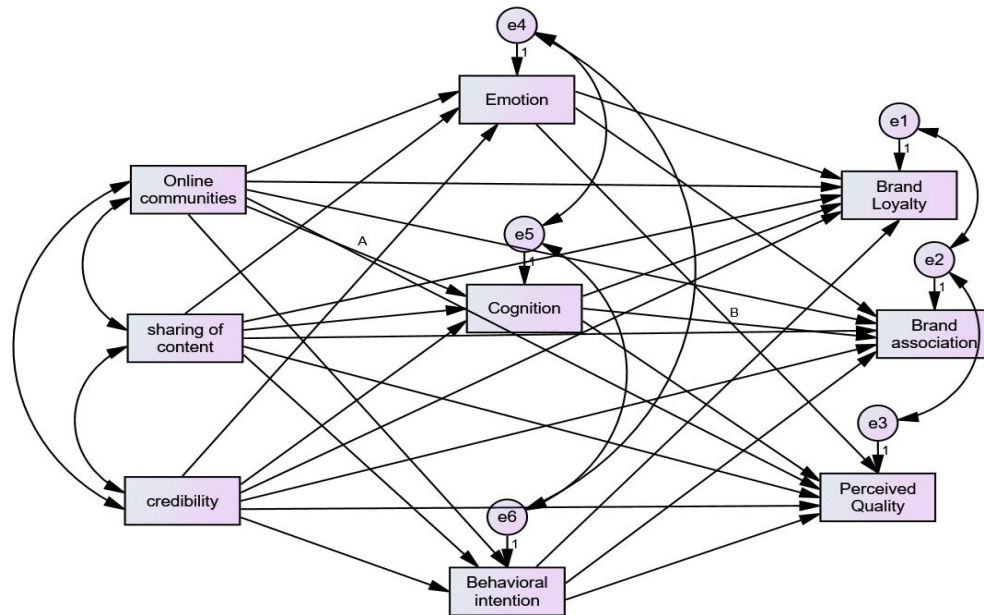 e4
1
Emotion
e1
1
Online
communities
Brand
Loyalty
A
e5
1
e2
1
Cognition
B
sharing of
content
Brand
association
e3
1
credibility
Perceived
Quality
e6
1
Behavioral
intention